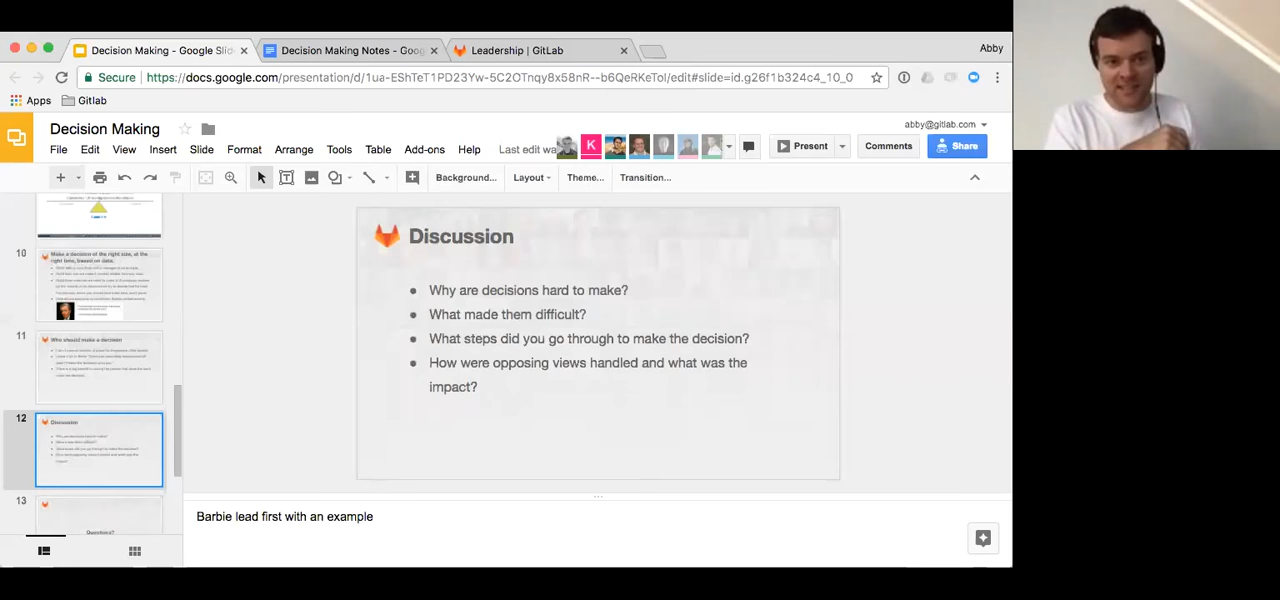 Decision Making - Google Slide
Decision Making Notes - Goog
Leadership | GitLab
Abby
Secure
https://docs.google.com/presentation/d/1ua-EShTeT1PD23Yw-5C2OTnqy8x58nR--b6QeRKeTol/edit#slide=id.g26f1b324c4_10_0
Apps
Gitlab
Decision Making
abby@gitlab.com
File Edit View Insert Slide Format Arrange Tools Table Add-ons Help Last edit wa
K
Present
Comments
Share
Background...
Layout
Theme...
Transition...
10
Make a decision of the right size, at the
right time, based on data.
11
Who should make a decision
12
Discussion
13
Questions?
Discussion
● Why are decisions hard to make?
● What made them difficult?
● What steps did you go through to make the decision?
● How were opposing views handled and what was the
impact?
Barbie lead first with an example